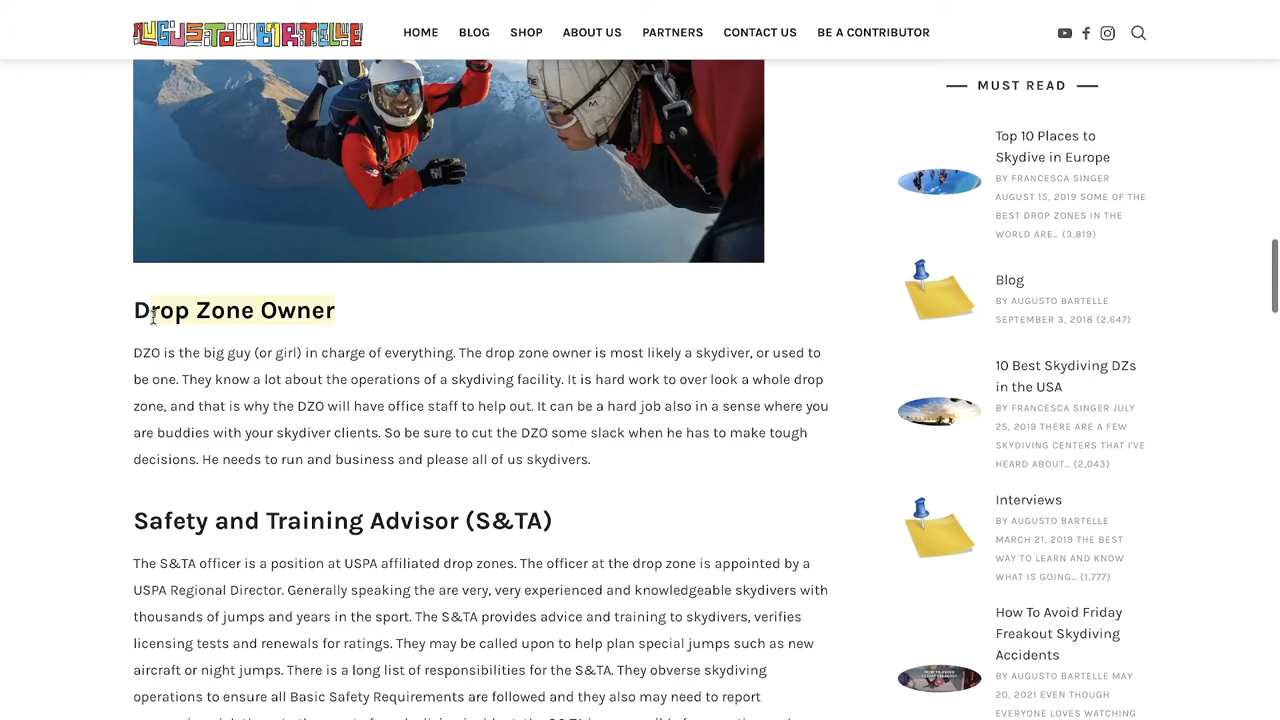 AUGUSTO BARTELLE
HOME BLOG SHOP ABOUT US PARTNERS CONTACT US BE A CONTRIBUTOR
Drop Zone Owner
DZO is the big guy (or girl) in charge of everything. The drop zone owner is most likely a skydiver, or used to
be one. They know a lot about the operations of a skydiving facility. It is hard work to over look a whole drop
zone, and that is why the DZO will have office staff to help out. It can be a hard job also in a sense where you
are buddies with your skydiver clients. So be sure to cut the DZO some slack when he has to make tough
decisions. He needs to run and business and please all of us skydivers.
Safety and Training Advisor (S&TA)
The S&TA officer is a position at USPA affiliated drop zones. The officer at the drop zone is appointed by a
USPA Regional Director. Generally speaking the are very, very experienced and knowledgeable skydivers with
thousands of jumps and years in the sport. The S&TA provides advice and training to skydivers, verifies
licensing tests and renewals for ratings. They may be called upon to help plan special jumps such as new
aircraft or night jumps. There is a long list of responsibilities for the S&TA. They obverse skydiving
operations to ensure all Basic Safety Requirements are followed and they also may need to report
MUST READ
Top 10 Places to
Skydive in Europe
BY FRANCESCA SINGER
AUGUST 15, 2019 SOME OF THE
BEST DROP ZONES IN THE
WORLD ARE… (3,819)
Blog
BY AUGUSTO BARTELLE
SEPTEMBER 3, 2018 (2,647)
10 Best Skydiving DZs
in the USA
BY FRANCESCA SINGER JULY
25, 2019 THERE ARE A FEW
SKYDIVING CENTERS THAT I'VE
HEARD ABOUT… (2,043)
Interviews
BY AUGUSTO BARTELLE
MARCH 21, 2019 THE BEST
WAY TO LEARN AND KNOW
WHAT IS GOING… (1,777)
How To Avoid Friday
Freakout Skydiving
Accidents
BY AUGUSTO BARTELLE MAY
20, 2021 EVEN THOUGH
EVERYONE LOVES WATCHING